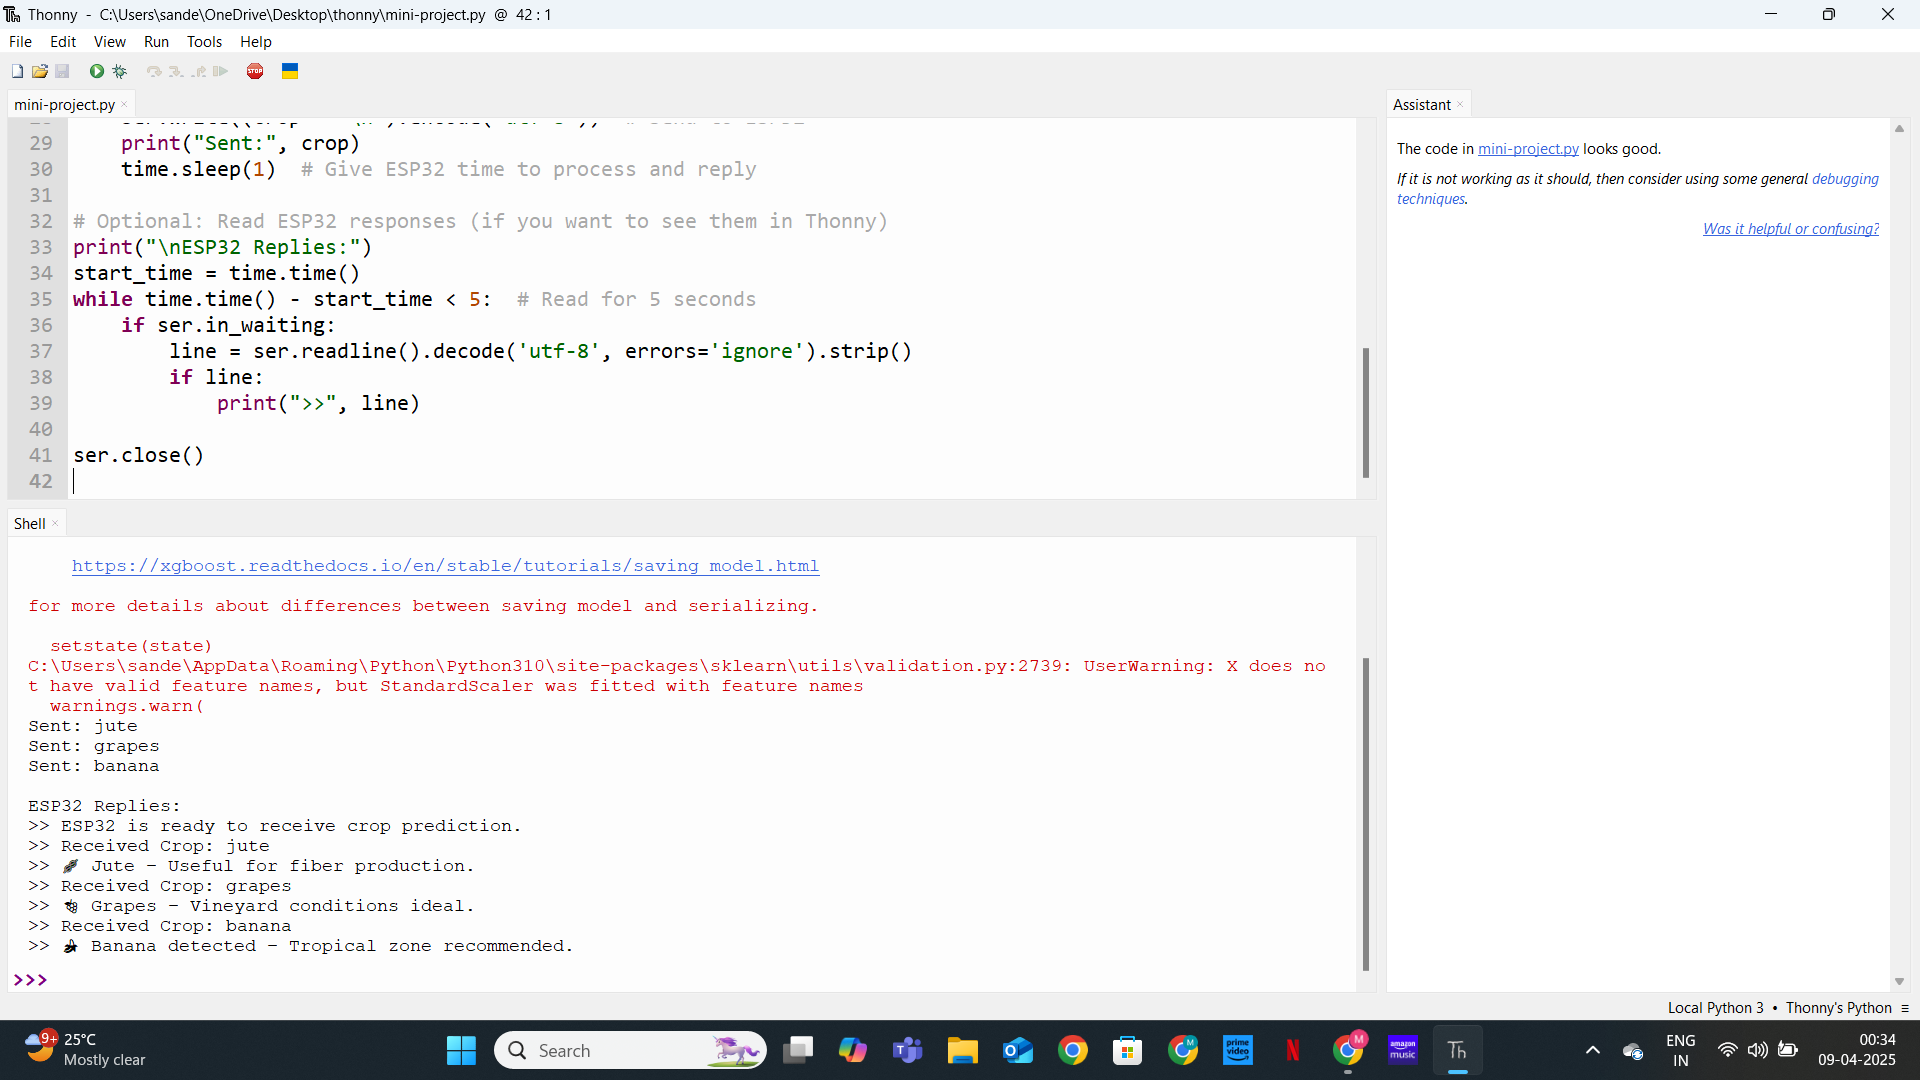 Thonny - C:\Users\sande\OneDrive\Desktop\thonny\mini-project.py @ 42 : 1
File Edit View Run Tools Help
STOP
mini-project.py ×
29 print("Sent:", crop)
30 time.sleep(1) # Give ESP32 time to process and reply
31
32 # Optional: Read ESP32 responses (if you want to see them in Thonny)
33 print("\nESP32 Replies:")
34 start_time = time.time()
35 while time.time() - start_time < 5: # Read for 5 seconds
36 if ser.in_waiting:
37 line = ser.readline().decode('utf-8', errors='ignore').strip()
38 if line:
39 print(">>", line)
40
41 ser.close()
42
Shell ×
https://xgboost.readthedocs.io/en/stable/tutorials/saving_model.html
for more details about differences between saving model and serializing.
setstate(state)
C:\Users\sande\AppData\Roaming\Python\Python310\site-packages\sklearn\utils\validation.py:2739: UserWarning: X does no
t have valid feature names, but StandardScaler was fitted with feature names
warnings.warn(
Sent: jute
Sent: grapes
Sent: banana
ESP32 Replies:
>> ESP32 is ready to receive crop prediction.
>> Received Crop: jute
>> Jute – Useful for fiber production.
>> Received Crop: grapes
>> 🍇 Grapes – Vineyard conditions ideal.
>> Received Crop: banana
>> 🍌 Banana detected – Tropical zone recommended.
>>>
Assistant ×
The code in mini-project.py looks good.
If it is not working as it should, then consider using some general debugging
techniques.
Was it helpful or confusing?
Local Python 3 • Thonny's Python ≡
9+
25°C
Mostly clear
Search
prime video
N
M
amazon music
Th
ENG
IN
00:34
09-04-2025